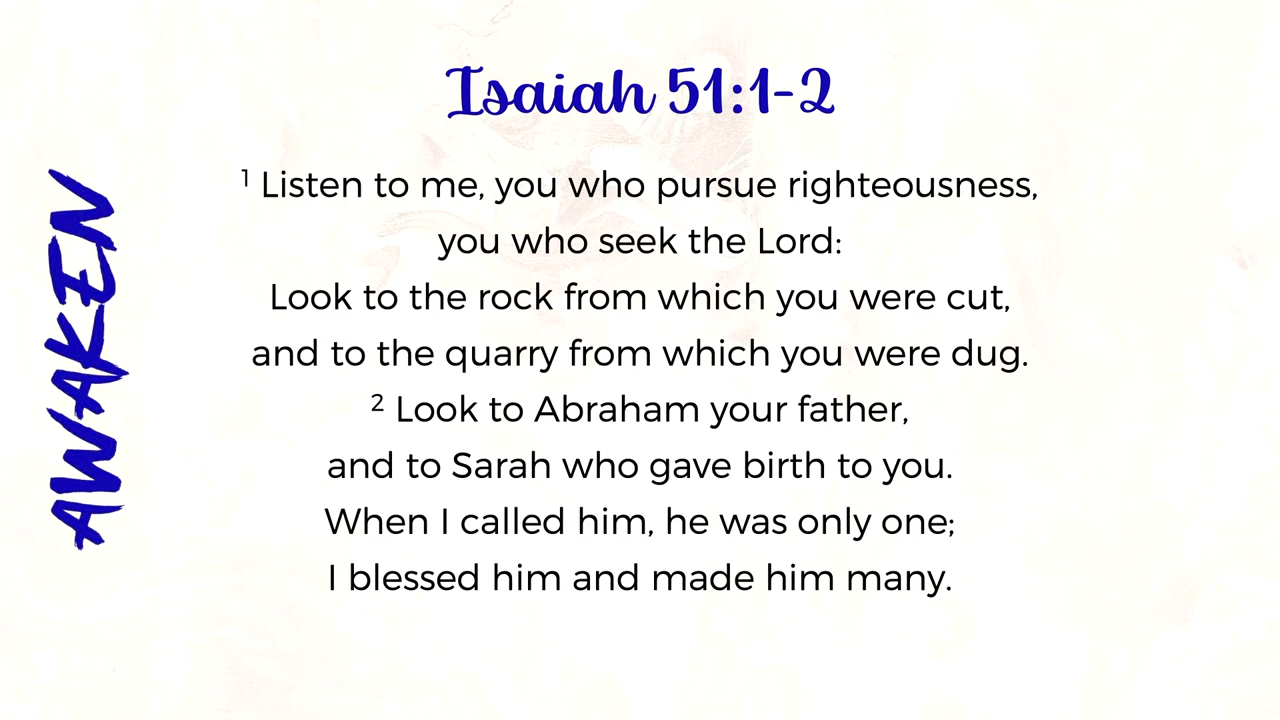 Isaiah 51:1-2
AWAKEN
¹ Listen to me, you who pursue righteousness,
you who seek the Lord:
Look to the rock from which you were cut,
and to the quarry from which you were dug.
² Look to Abraham your father,
and to Sarah who gave birth to you.
When I called him, he was only one;
I blessed him and made him many.